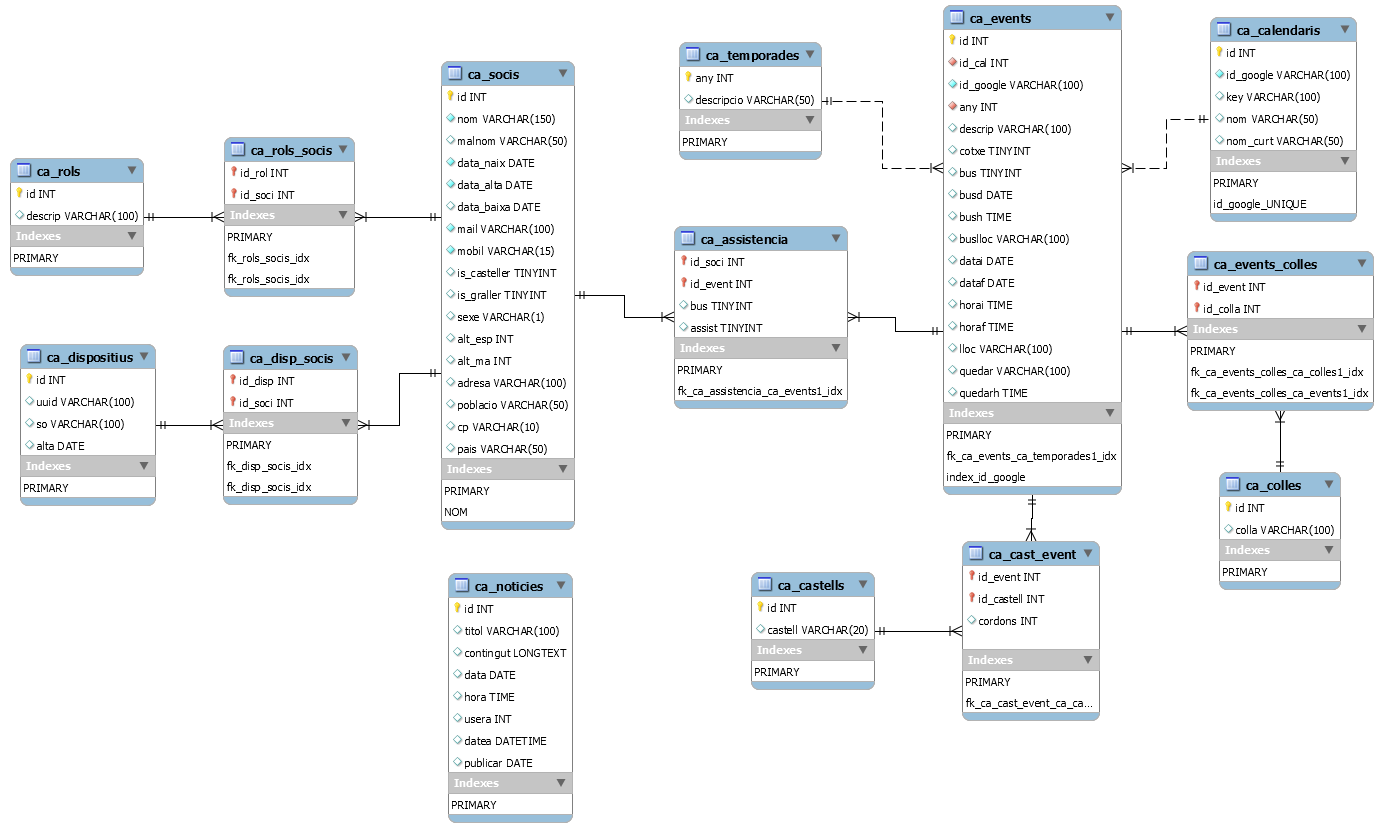 ca_rols
id INT
descrip VARCHAR(100)
Indexes
PRIMARY
ca_rols_socis
id_rol INT
id_soci INT
Indexes
PRIMARY
fk_rols_socis_idx
fk_rols_socis_idx
ca_dispositius
id INT
uuid VARCHAR(100)
so VARCHAR(100)
alta DATE
Indexes
PRIMARY
ca_disp_socis
id_disp INT
id_soci INT
Indexes
PRIMARY
fk_disp_socis_idx
fk_disp_socis_idx
ca_socis
id INT
nom VARCHAR(150)
malnom VARCHAR(50)
data_naix DATE
data_alta DATE
data_baixa DATE
mail VARCHAR(100)
mobil VARCHAR(15)
is_casteller TINYINT
is_graller TINYINT
sexe VARCHAR(1)
alt_esp INT
alt_ma INT
adresa VARCHAR(100)
poblacio VARCHAR(50)
cp VARCHAR(10)
pais VARCHAR(50)
Indexes
PRIMARY
NOM
ca_noticies
id INT
titol VARCHAR(100)
contingut LONGTEXT
data DATE
hora TIME
usera INT
datea DATETIME
publicar DATE
Indexes
PRIMARY
ca_temporades
any INT
descripcio VARCHAR(50)
Indexes
PRIMARY
ca_assistencia
id_soci INT
id_event INT
bus TINYINT
assist TINYINT
Indexes
PRIMARY
fk_ca_assistencia_ca_events1_idx
ca_castells
id INT
castell VARCHAR(20)
Indexes
PRIMARY
ca_events
id INT
id_cal INT
id_google VARCHAR(100)
any INT
descrip VARCHAR(100)
cotxe TINYINT
bus TINYINT
busd DATE
bush TIME
buslloc VARCHAR(100)
datai DATE
dataf DATE
horai TIME
horaf TIME
lloc VARCHAR(100)
quedar VARCHAR(100)
quedarh TIME
Indexes
PRIMARY
fk_ca_events_ca_temporades1_idx
index_id_google
ca_cast_event
id_event INT
id_castell INT
cordons INT
Indexes
PRIMARY
fk_ca_cast_event_ca_ca...
ca_calendaris
id INT
id_google VARCHAR(100)
key VARCHAR(100)
nom VARCHAR(50)
nom_curt VARCHAR(50)
Indexes
PRIMARY
id_google_UNIQUE
ca_events_colles
id_event INT
id_colla INT
Indexes
PRIMARY
fk_ca_events_colles_ca_colles1_idx
fk_ca_events_colles_ca_events1_idx
ca_colles
id INT
colla VARCHAR(100)
Indexes
PRIMARY